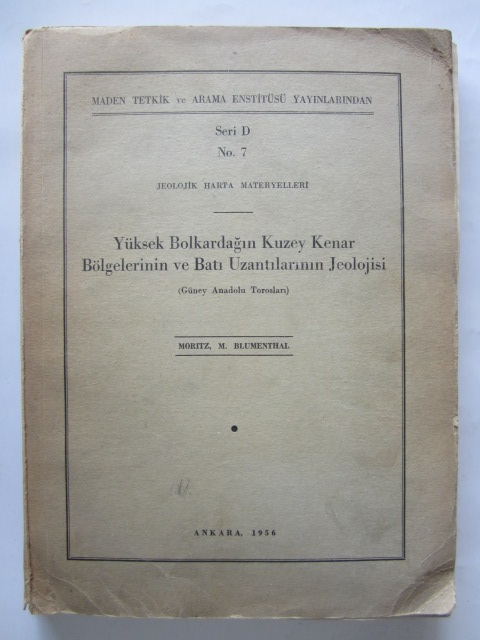 MADEN TETKİK ve ARAMA ENSTİTÜSÜ YAYINLARINDAN
Seri D
No. 7
JEOLOJİK HARTA MATERYELLERİ
Yüksek Bolkardağın Kuzey Kenar
Bölgelerinin ve Batı Uzantılarının Jeolojisi
(Güney Anadolu Torosları)
MORITZ, M. BLUMENTHAL
ANKARA, 1956